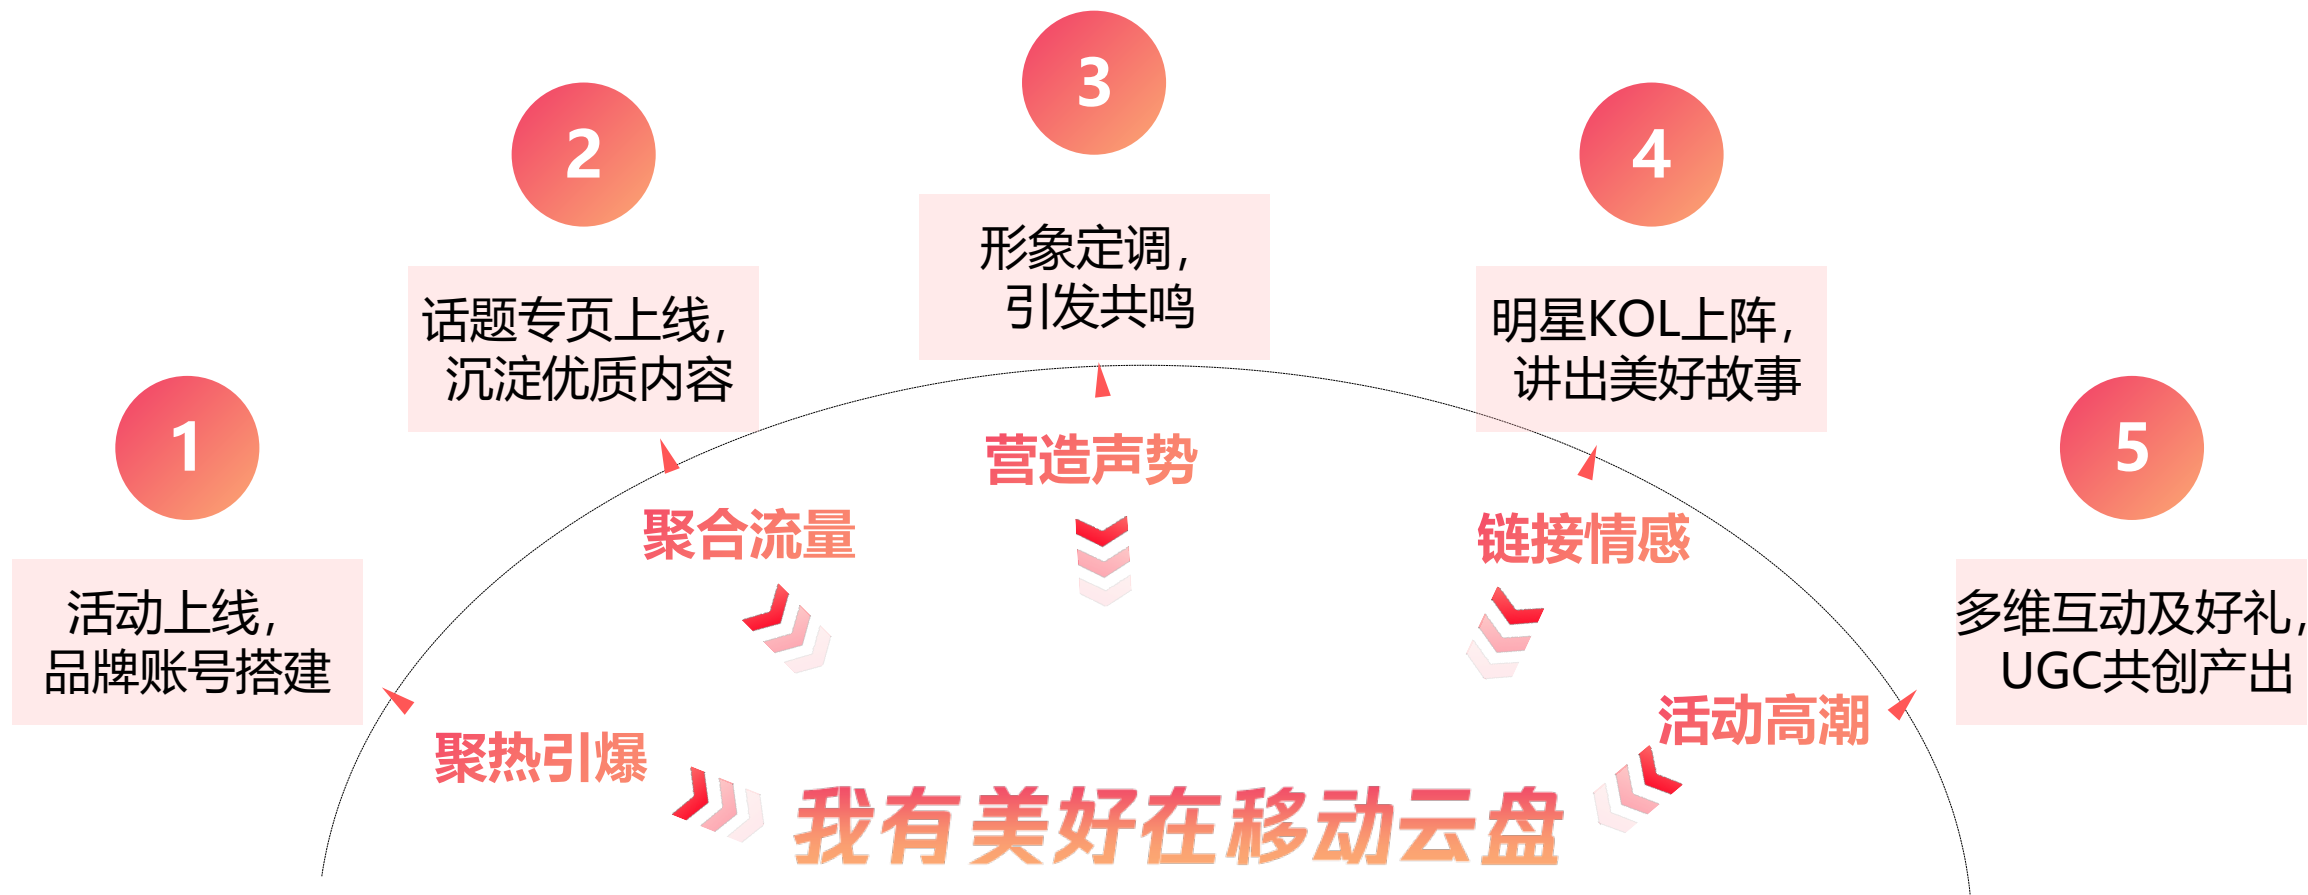 1
活动上线，
品牌账号搭建
聚热引爆
2
话题专页上线，
沉淀优质内容
聚合流量
3
形象定调，
引发共鸣
营造声势
4
明星KOL上阵，
讲出美好故事
链接情感
5
多维互动及好礼，
UGC共创产出
活动高潮
我有美好在移动云盘